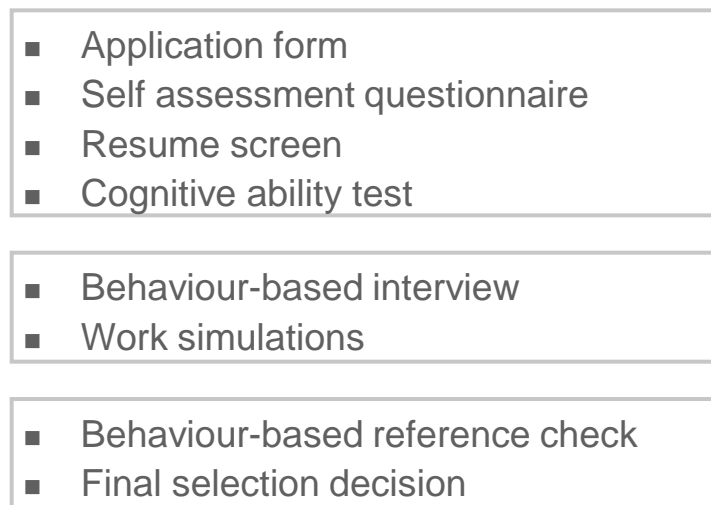 ■ Application form
■ Self assessment questionnaire
■ Resume screen
■ Cognitive ability test
■ Behaviour-based interview
■ Work simulations
■ Behaviour-based reference check
■ Final selection decision